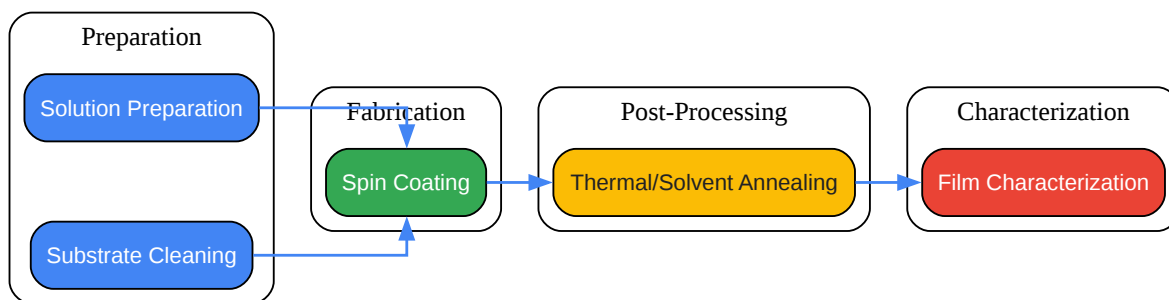 Preparation
Solution Preparation
Substrate Cleaning
Fabrication
Spin Coating
Post-Processing
Thermal/Solvent Annealing
Characterization
Film Characterization